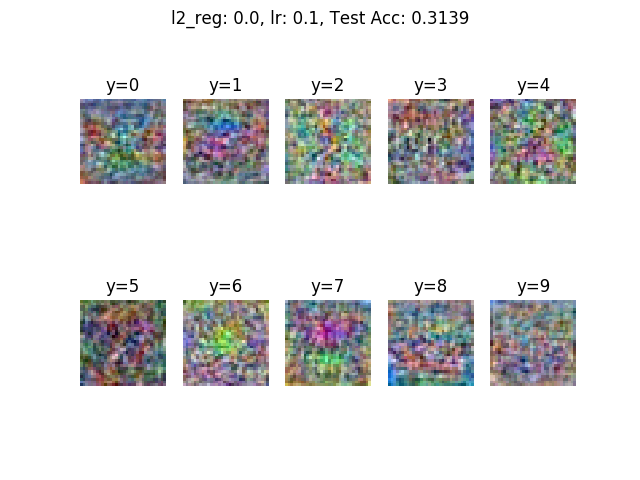 l2_reg: 0.0, lr: 0.1, Test Acc: 0.3139
y=0 y=1 y=2 y=3 y=4
y=5 y=6 y=7 y=8 y=9